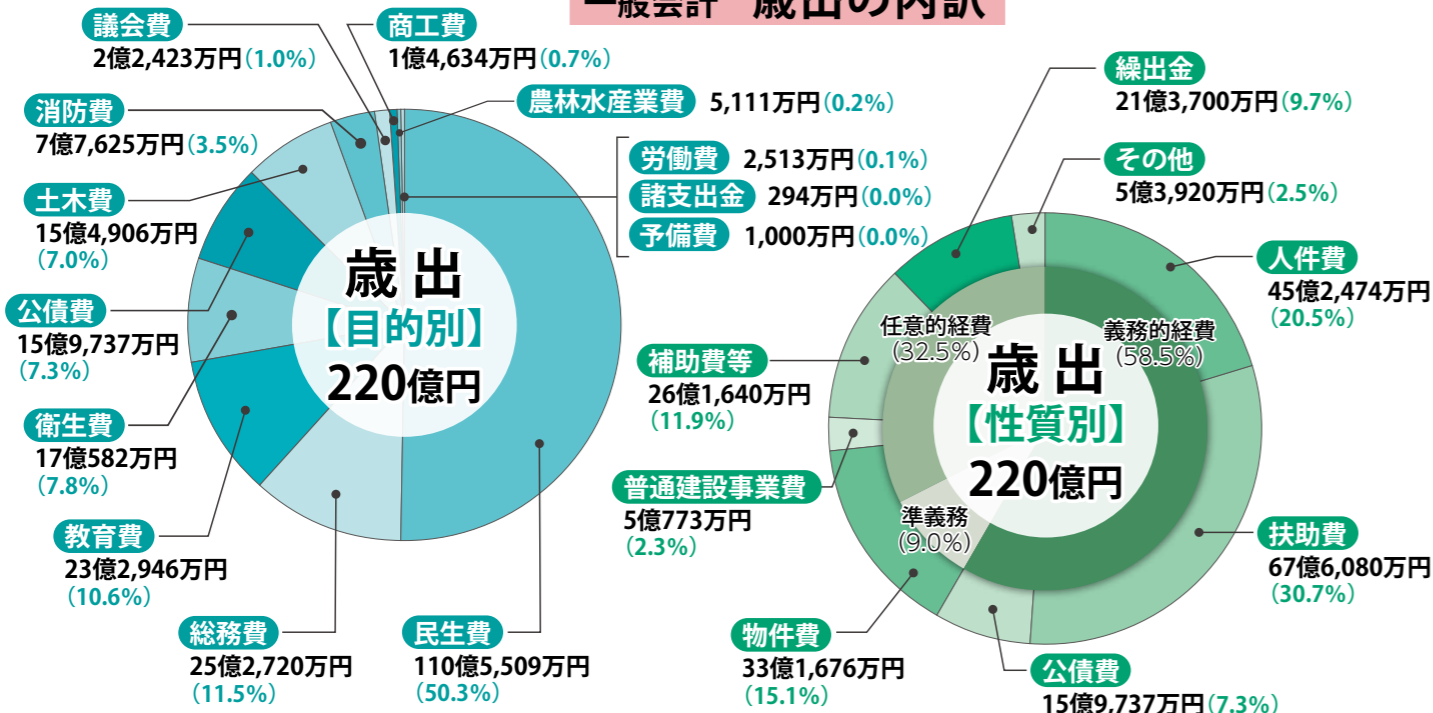 一般会計 歳出の内訳
議会費
2億2,423万円(1.0%)
商工費
1億4,634万円(0.7%)
農林水産業費 5,111万円(0.2%)
消防費
7億7,625万円(3.5%)
労働費 2,513万円(0.1%)
諸支出金 294万円(0.0%)
予備費 1,000万円(0.0%)
土木費
15億4,906万円
(7.0%)
公債費
15億9,737万円
(7.3%)
衛生費
17億582万円
(7.8%)
教育費
23億2,946万円
(10.6%)
総務費
25億2,720万円
(11.5%)
民生費
110億5,509万円
(50.3%)
歳出
【目的別】
220億円
繰出金
21億3,700万円(9.7%)
その他
5億3,920万円(2.5%)
人件費
45億2,474万円
(20.5%)
任意的経費
(32.5%)
義務的経費
(58.5%)
歳出
【性質別】
220億円
準義務
(9.0%)
補助費等
26億1,640万円
(11.9%)
普通建設事業費
5億773万円
(2.3%)
扶助費
67億6,080万円
(30.7%)
物件費
33億1,676万円
(15.1%)
公債費
15億9,737万円(7.3%)